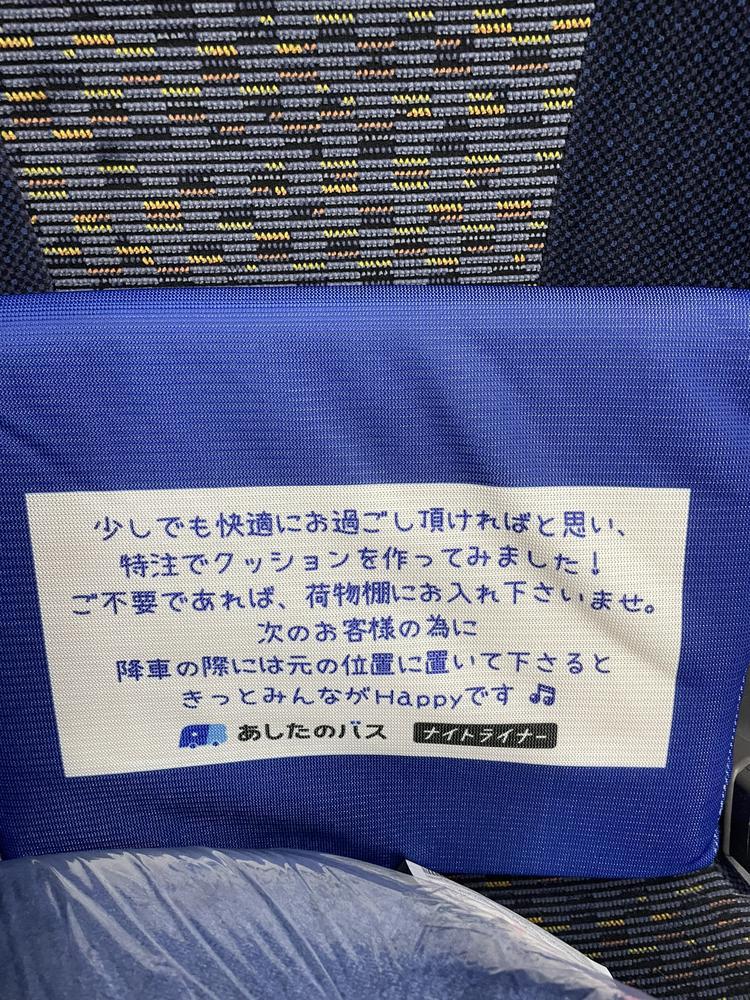 少しでも快適にお過ごし頂ければと思い、
特注でクッションを作ってみました!
ご不要であれば、荷物棚にお入れ下さいませ。
次のお客様の為に
降車の際には元の位置に置いて下さると
きっとみんながHappyです♫
あしたのバス ナイトライナー